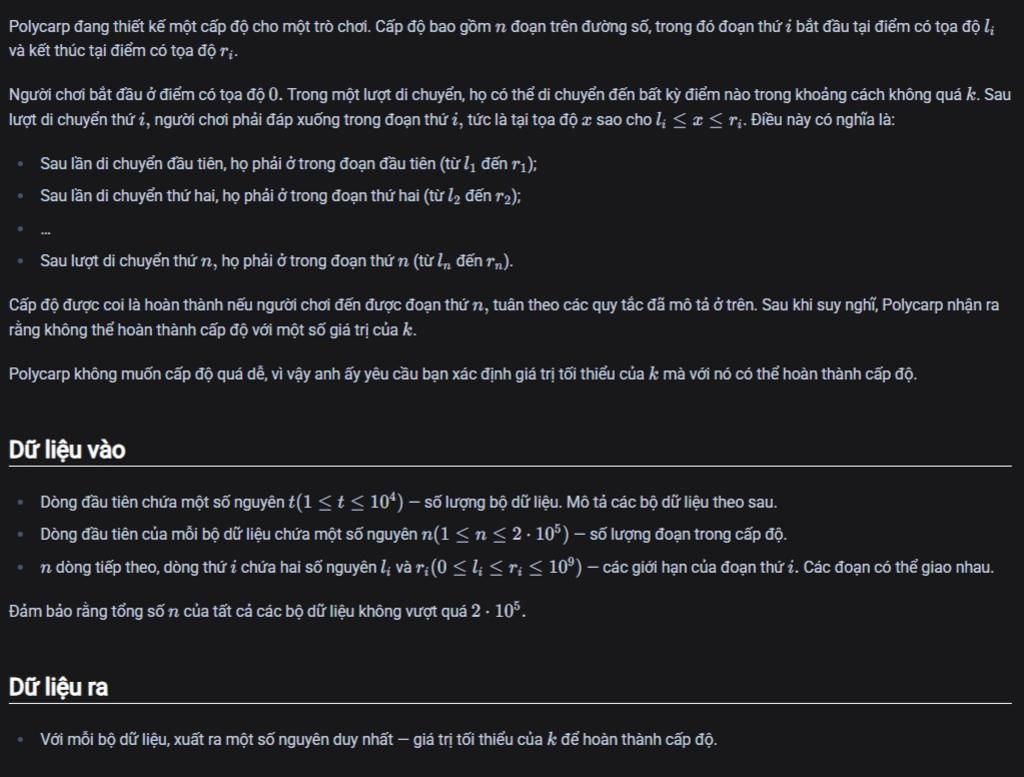 Polycarp đang thiết kế một cấp độ cho một trò chơi. Cấp độ bao gồm n đoạn trên đường số, trong đó đoạn thứ i bắt đầu tại điểm có tọa độ l_i
và kết thúc tại điểm có tọa độ r_i.
Người chơi bắt đầu ở điểm có tọa độ 0. Trong một lượt di chuyển, họ có thể di chuyển đến bất kỳ điểm nào trong khoảng cách không quá k. Sau
lượt di chuyển thứ i, người chơi phải đáp xuống trong đoạn thứ i, tức là tại tọa độ x sao cho l_i ≤ x ≤ r_i. Điều này có nghĩa là:
• Sau lần di chuyển đầu tiên, họ phải ở trong đoạn đầu tiên (từ l_1 đến r_1);
• Sau lần di chuyển thứ hai, họ phải ở trong đoạn thứ hai (từ l_2 đến r_2);
• ...
• Sau lượt di chuyển thứ n, họ phải ở trong đoạn thứ n (từ l_n đến r_n).
Cấp độ được coi là hoàn thành nếu người chơi đến được đoạn thứ n, tuân theo các quy tắc đã mô tả ở trên. Sau khi suy nghĩ, Polycarp nhận ra
rằng không thể hoàn thành cấp độ với một số giá trị của k.
Polycarp không muốn cấp độ quá dễ, vì vậy anh ấy yêu cầu bạn xác định giá trị tối thiểu của k mà với nó có thể hoàn thành cấp độ.
Dữ liệu vào
• Dòng đầu tiên chứa một số nguyên t(1 ≤ t ≤ 10^4) – số lượng bộ dữ liệu. Mô tả các bộ dữ liệu theo sau.
• Dòng đầu tiên của mỗi bộ dữ liệu chứa một số nguyên n(1 ≤ n ≤ 2 · 10^5) – số lượng đoạn trong cấp độ.
• n dòng tiếp theo, dòng thứ i chứa hai số nguyên l_i và r_i(0 ≤ l_i ≤ r_i ≤ 10^9) – các giới hạn của đoạn thứ i. Các đoạn có thể giao nhau.
Đảm bảo rằng tổng số n của tất cả các bộ dữ liệu không vượt quá 2 · 10^5.
Dữ liệu ra
• Với mỗi bộ dữ liệu, xuất ra một số nguyên duy nhất – giá trị tối thiểu của k để hoàn thành cấp độ.